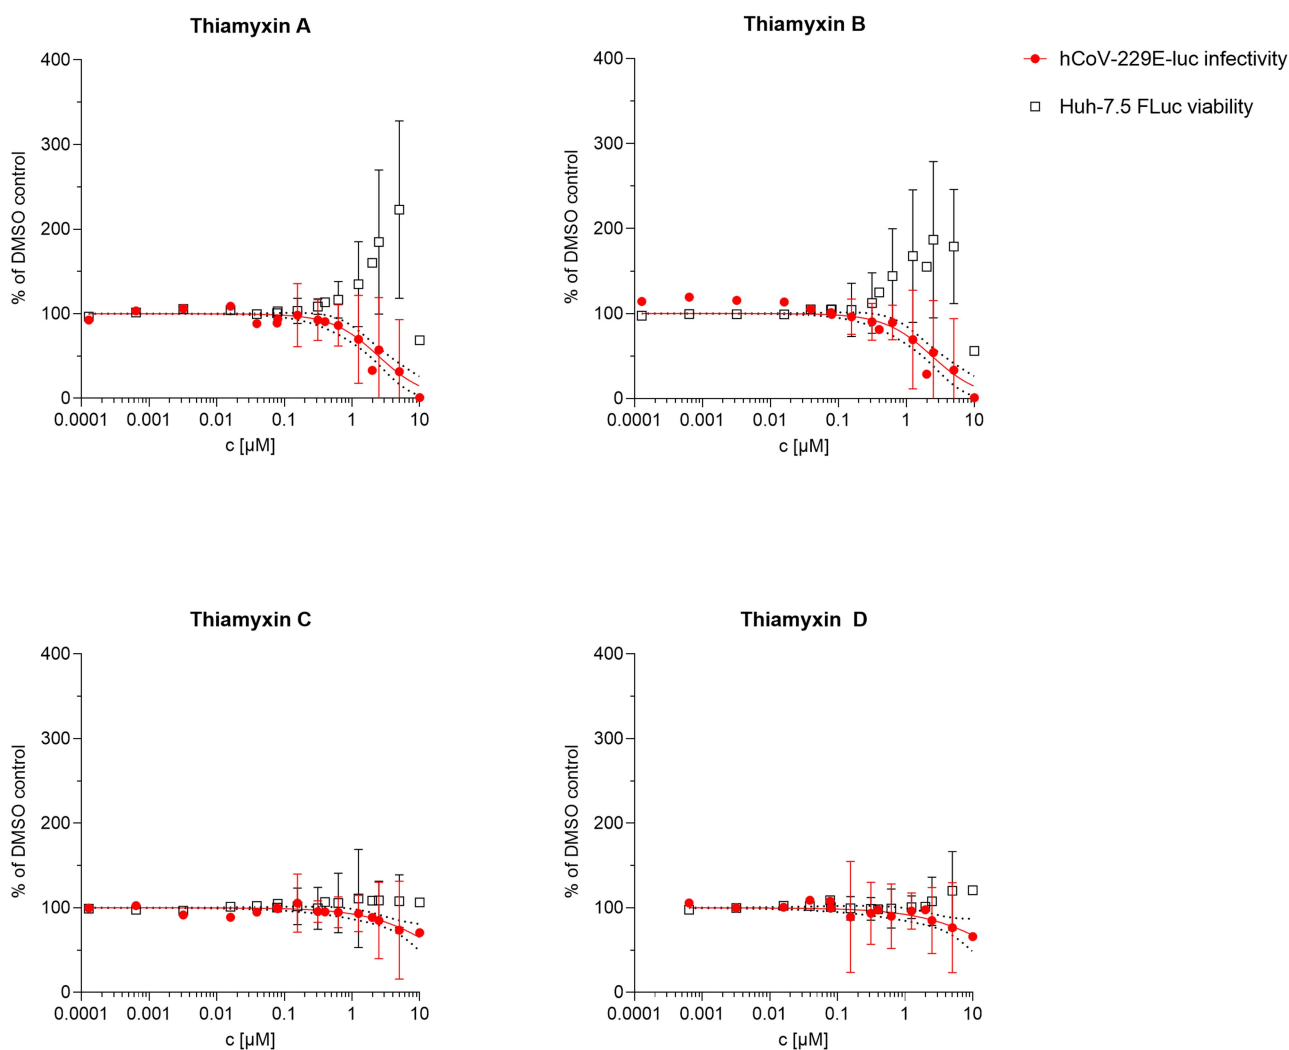 Thiamyxin A
% of DMSO control
400
300
200
100
0
0.0001 0.001 0.01 0.1 1 10
c [µM]
Thiamyxin B
% of DMSO control
400
300
200
100
0
0.0001 0.001 0.01 0.1 1 10
c [µM]
hCoV-229E-luc infectivity
Huh-7.5 FLuc viability
Thiamyxin C
% of DMSO control
400
300
200
100
0
0.0001 0.001 0.01 0.1 1 10
c [µM]
Thiamyxin D
% of DMSO control
400
300
200
100
0
0.0001 0.001 0.01 0.1 1 10
c [µM]